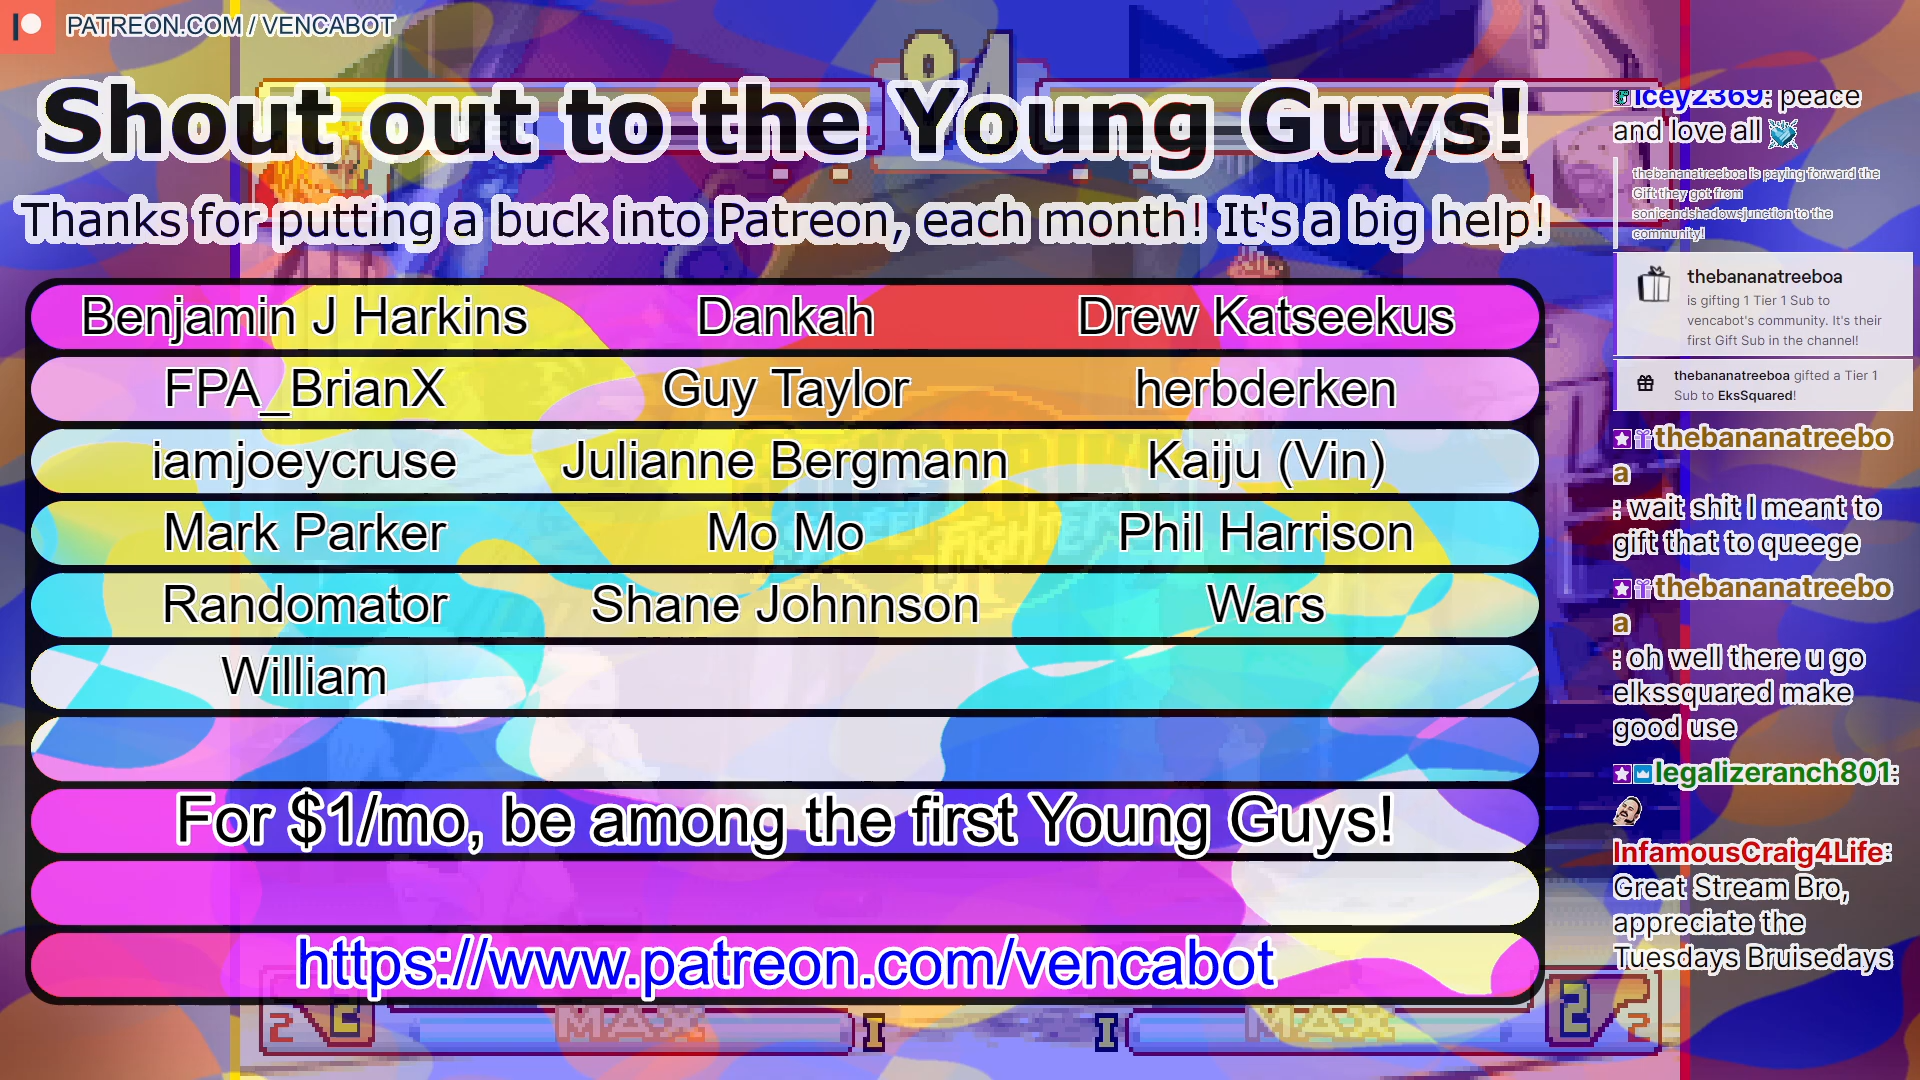 PATREON.COM / VENCABOT
Shout out to the Young Guys!
Thanks for putting a buck into Patreon, each month! It's a big help!
Benjamin J Harkins Dankah Drew Katseekus
FPA_BrianX Guy Taylor herbderken
iamjoeycruse Julianne Bergmann Kaiju (Vin)
Mark Parker Mo Mo Phil Harrison
Randomator Shane Johnnson Wars
William
For $1/mo, be among the first Young Guys!
https://www.patreon.com/vencabot
Icey2369: peace
and love all
thebananatreeboa is paying forward the
Gift they got from
sonicandshadowsjunction to the
community!
thebananatreeboa
is gifting 1 Tier 1 Sub to
vencabot's community. It's their
first Gift Sub in the channel!
thebananatreeboa gifted a Tier 1
Sub to EksSquared!
thebananatreebo
a
: wait shit I meant to
gift that to queege
thebananatreebo
a
: oh well there u go
elkssquared make
good use
legalizeranch801:
InfamousCraig4Life:
Great Stream Bro,
appreciate the
Tuesdays Bruisedays
2 2 MAX I I MAX 2 2